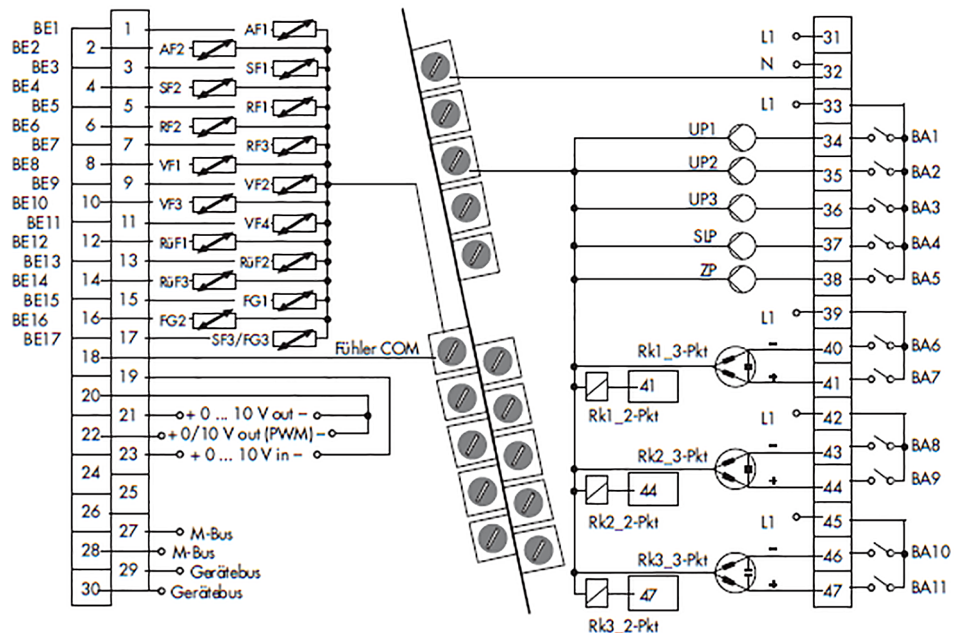 BE1 1 AF1
BE2 2 AF2
BE3 3 SF1
BE4 4 SF2
BE5 5 RF1
BE6 6 RF2
BE7 7 RF3
BE8 8 VF1
BE9 9 VF2
BE10 10 VF3
BE11 11 VF4
BE12 12 RüF1
BE13 13 RüF2
BE14 14 RüF3
BE15 15 FG1
BE16 16 FG2
BE17 17 SF3/FG3
18 Fühler COM
19
20
21 + 0 ... 10 V out –
22 + 0/10 V out (PWM) –
23 + 0 ... 10 V in –
24
25
26
27 M-Bus
28 M-Bus
29 Gerätebus
30 Gerätebus
L1 31
N 32
L1 33
UP1 34 BA1
UP2 35 BA2
UP3 36 BA3
SLP 37 BA4
ZP 38 BA5
L1 39
Rk1_3-Pkt – 40 BA6
41 + 41 BA7
Rk1_2-Pkt
L1 42
Rk2_3-Pkt – 43 BA8
44 + 44 BA9
Rk2_2-Pkt
L1 45
Rk3_3-Pkt – 46 BA10
47 + 47 BA11
Rk3_2-Pkt